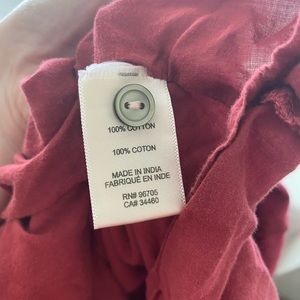 100% COTTON
100% COTON
MADE IN INDIA
FABRIQUÉ EN INDE
RN# 96705
CA# 34460